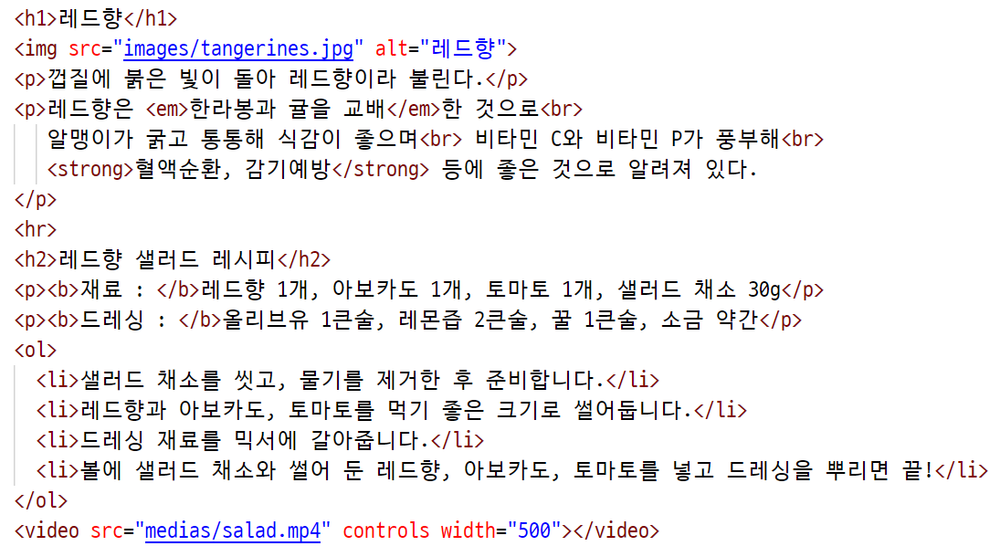 <h1>레드향</h1>
<img src="images/tangerines.jpg" alt="레드향">
<p>껍질에 붉은 빛이 돌아 레드향이라 불린다.</p>
<p>레드향은 <em>한라봉과 귤을 교배</em>한 것으로<br>
알맹이가 굵고 통통해 식감이 좋으며<br> 비타민 C와 비타민 P가 풍부해<br>
<strong>혈액순환, 감기예방</strong> 등에 좋은 것으로 알려져 있다.
</p>
<hr>
<h2>레드향 샐러드 레시피</h2>
<p><b>재료 : </b>레드향 1개, 아보카도 1개, 토마토 1개, 샐러드 채소 30g</p>
<p><b>드레싱 : </b>올리브유 1큰술, 레몬즙 2큰술, 꿀 1큰술, 소금 약간</p>
<ol>
<li>샐러드 채소를 씻고, 물기를 제거한 후 준비합니다.</li>
<li>레드향과 아보카도, 토마토를 먹기 좋은 크기로 썰어둡니다.</li>
<li>드레싱 재료를 믹서에 갈아줍니다.</li>
<li>볼에 샐러드 채소와 썰어 둔 레드향, 아보카도, 토마토를 넣고 드레싱을 뿌리면 끝!</li>
</ol>
<video src="medias/salad.mp4" controls width="500"></video>